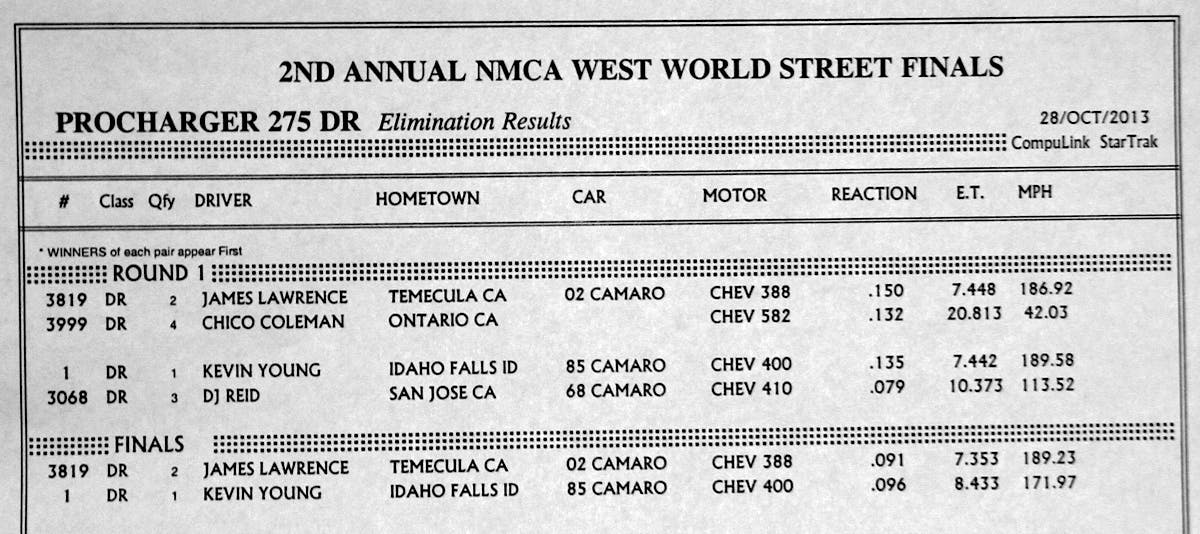 2ND ANNUAL NMCA WEST WORLD STREET FINALS
PROCHARGER 275 DR Elimination Results 28/OCT/2013
CompuLink StarTrak
# Class Qfy DRIVER HOMETOWN CAR MOTOR REACTION E.T. MPH
* WINNERS of each pair appear First
ROUND 1
3819 DR 2 JAMES LAWRENCE TEMECULA CA 02 CAMARO CHEV 388 .150 7.448 186.92
3999 DR 4 CHICO COLEMAN ONTARIO CA CHEV 582 .132 20.813 42.03
1 DR 1 KEVIN YOUNG IDAHO FALLS ID 85 CAMARO CHEV 400 .135 7.442 189.58
3068 DR 3 DJ REID SAN JOSE CA 68 CAMARO CHEV 410 .079 10.373 113.52
FINALS
3819 DR 2 JAMES LAWRENCE TEMECULA CA 02 CAMARO CHEV 388 .091 7.353 189.23
1 DR 1 KEVIN YOUNG IDAHO FALLS ID 85 CAMARO CHEV 400 .096 8.433 171.97